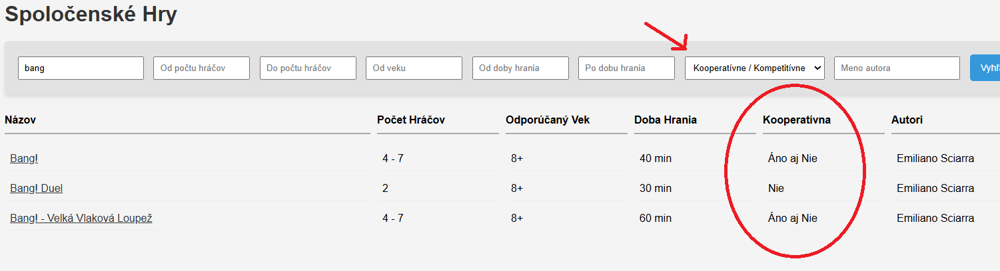 Spoločenské Hry
bang Od počtu hráčov Do počtu hráčov Od veku Od doby hrania Po dobu hrania Kooperatívne / Kompetitívne Meno autora
Názov Počet Hráčov Odporúčaný Vek Doba Hrania Kooperatívna Autori
Bang! 4 - 7 8+ 40 min Áno aj Nie Emiliano Sciarra
Bang! Duel 2 8+ 30 min Nie Emiliano Sciarra
Bang! - Velká Vlaková Loupež 4 - 7 8+ 60 min Áno aj Nie Emiliano Sciarra